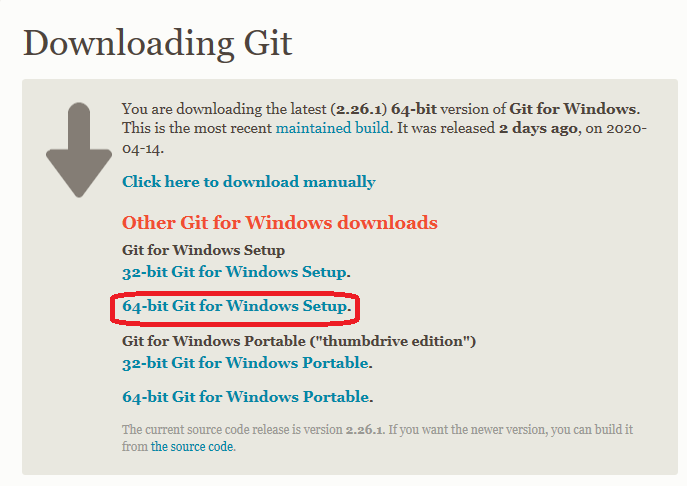 Downloading Git
You are downloading the latest (2.26.1) 64-bit version of Git for Windows.
This is the most recent maintained build. It was released 2 days ago, on 2020-
04-14.
Click here to download manually
Other Git for Windows downloads
Git for Windows Setup
32-bit Git for Windows Setup.
64-bit Git for Windows Setup.
Git for Windows Portable ("thumbdrive edition")
32-bit Git for Windows Portable.
64-bit Git for Windows Portable.
The current source code release is version 2.26.1. If you want the newer version, you can build it
from the source code.